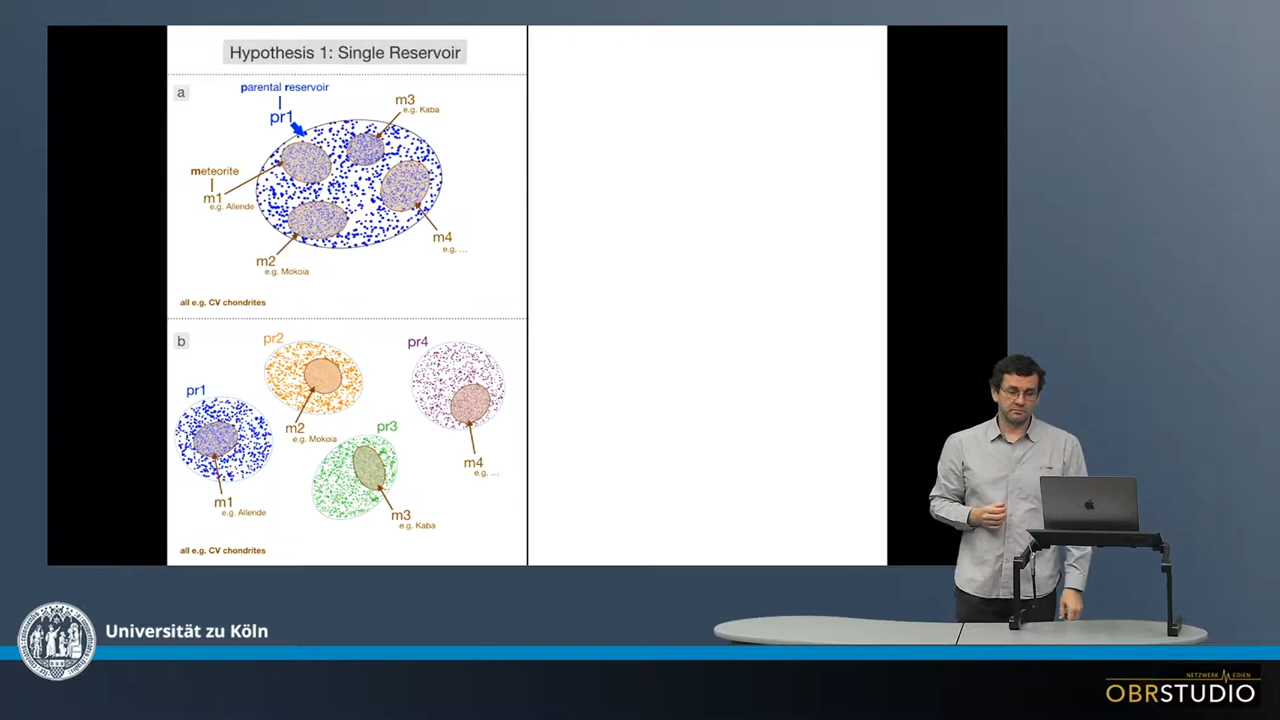 Hypothesis 1: Single Reservoir
a
parental reservoir
pr1
m3
e.g. Kaba
meteorite
m1
e.g. Allende
m4
e.g. ...
m2
e.g. Mokoia
all e.g. CV chondrites
b
pr2
pr4
pr1
m2
e.g. Mokoia
pr3
m4
e.g. ...
m1
e.g. Allende
m3
e.g. Kaba
all e.g. CV chondrites
Universität zu Köln
NETZWERK MEDIEN
OBRSTUDIO